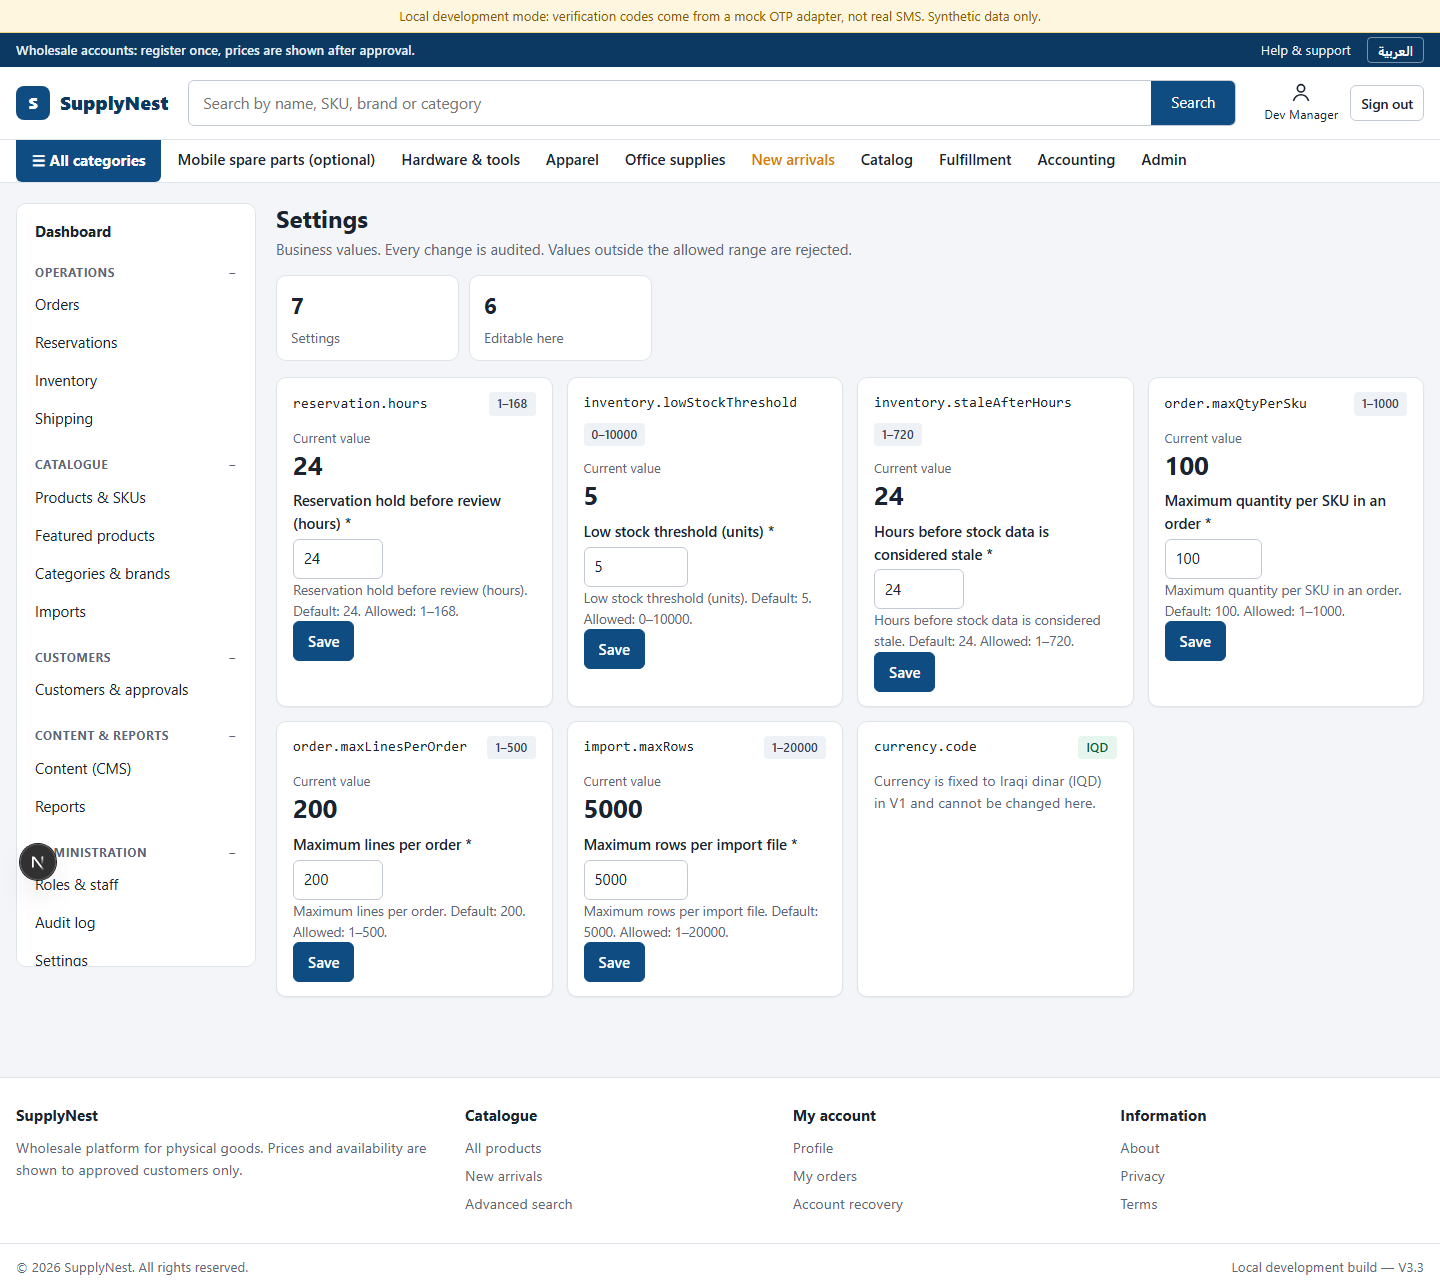 Local development mode: verification codes come from a mock OTP adapter, not real SMS. Synthetic data only.
Wholesale accounts: register once, prices are shown after approval.
Help & support
العربية
S
SupplyNest
Search by name, SKU, brand or category
Search
Dev Manager
Sign out
☰ All categories
Mobile spare parts (optional)
Hardware & tools
Apparel
Office supplies
New arrivals
Catalog
Fulfillment
Accounting
Admin
Dashboard
OPERATIONS –
Orders
Reservations
Inventory
Shipping
CATALOGUE –
Products & SKUs
Featured products
Categories & brands
Imports
CUSTOMERS –
Customers & approvals
CONTENT & REPORTS –
Content (CMS)
Reports
N
MINISTRATION –
Roles & staff
Audit log
Settings
Settings
Business values. Every change is audited. Values outside the allowed range are rejected.
7
Settings
6
Editable here
reservation.hours
1–168
Current value
24
Reservation hold before review
(hours) *
24
Reservation hold before review (hours).
Default: 24. Allowed: 1–168.
Save
inventory.lowStockThreshold
0–10000
Current value
5
Low stock threshold (units) *
5
Low stock threshold (units). Default: 5.
Allowed: 0–10000.
Save
inventory.staleAfterHours
1–720
Current value
24
Hours before stock data is
considered stale *
24
Hours before stock data is considered
stale. Default: 24. Allowed: 1–720.
Save
order.maxQtyPerSku
1–1000
Current value
100
Maximum quantity per SKU in an
order *
100
Maximum quantity per SKU in an order.
Default: 100. Allowed: 1–1000.
Save
order.maxLinesPerOrder
1–500
Current value
200
Maximum lines per order *
200
Maximum lines per order. Default: 200.
Allowed: 1–500.
Save
import.maxRows
1–20000
Current value
5000
Maximum rows per import file *
5000
Maximum rows per import file. Default:
5000. Allowed: 1–20000.
Save
currency.code
IQD
Currency is fixed to Iraqi dinar (IQD)
in V1 and cannot be changed here.
SupplyNest
Wholesale platform for physical goods. Prices and availability are
shown to approved customers only.
Catalogue
All products
New arrivals
Advanced search
My account
Profile
My orders
Account recovery
Information
About
Privacy
Terms
© 2026 SupplyNest. All rights reserved.
Local development build — V3.3